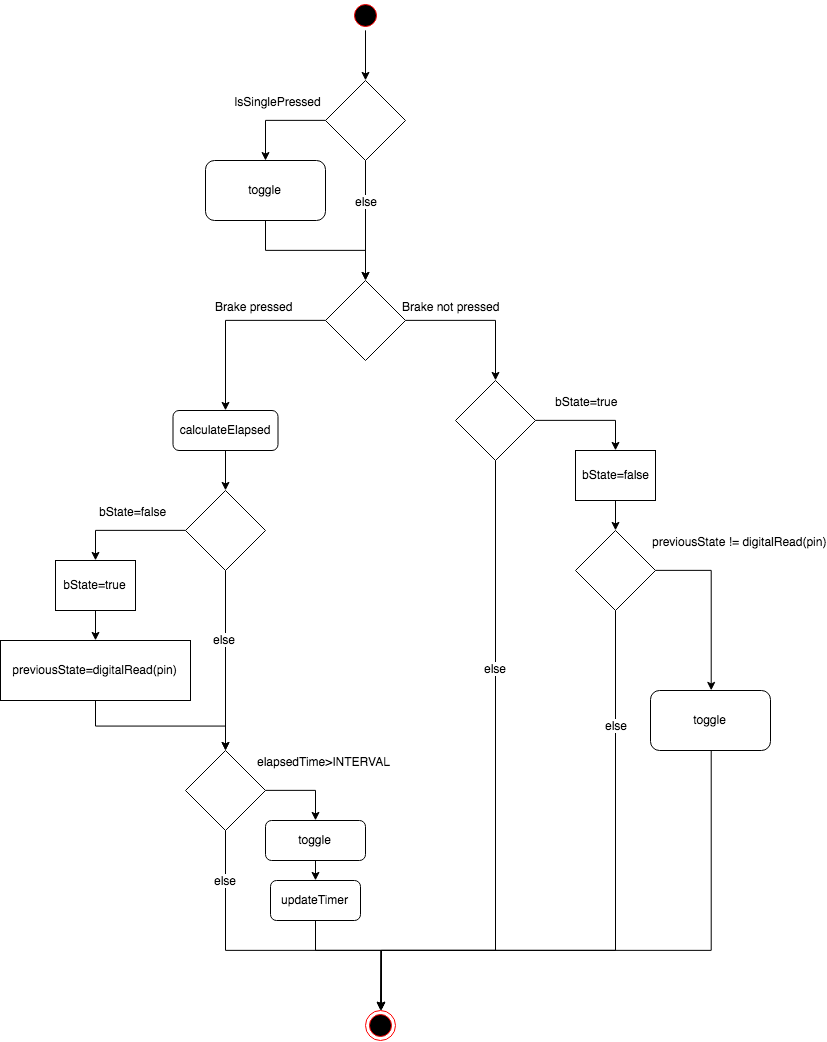 IsSinglePressed
toggle
else
Brake pressed
Brake not pressed
bState=true
calculateElapsed
bState=false
bState=false
previousState != digitalRead(pin)
bState=true
else
else
previousState=digitalRead(pin)
toggle
else
elapsedTime>INTERVAL
toggle
else
updateTimer